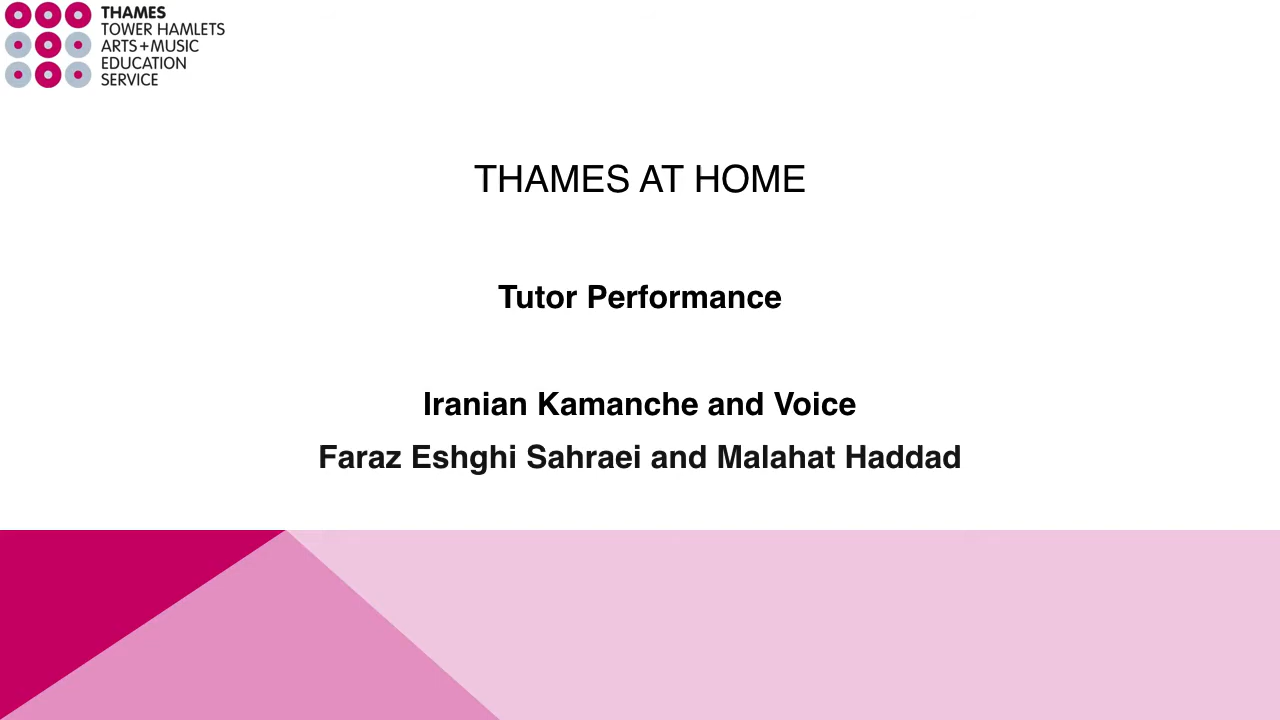 THAMES
TOWER HAMLETS
ARTS+MUSIC
EDUCATION
SERVICE
THAMES AT HOME
Tutor Performance
Iranian Kamanche and Voice
Faraz Eshghi Sahraei and Malahat Haddad